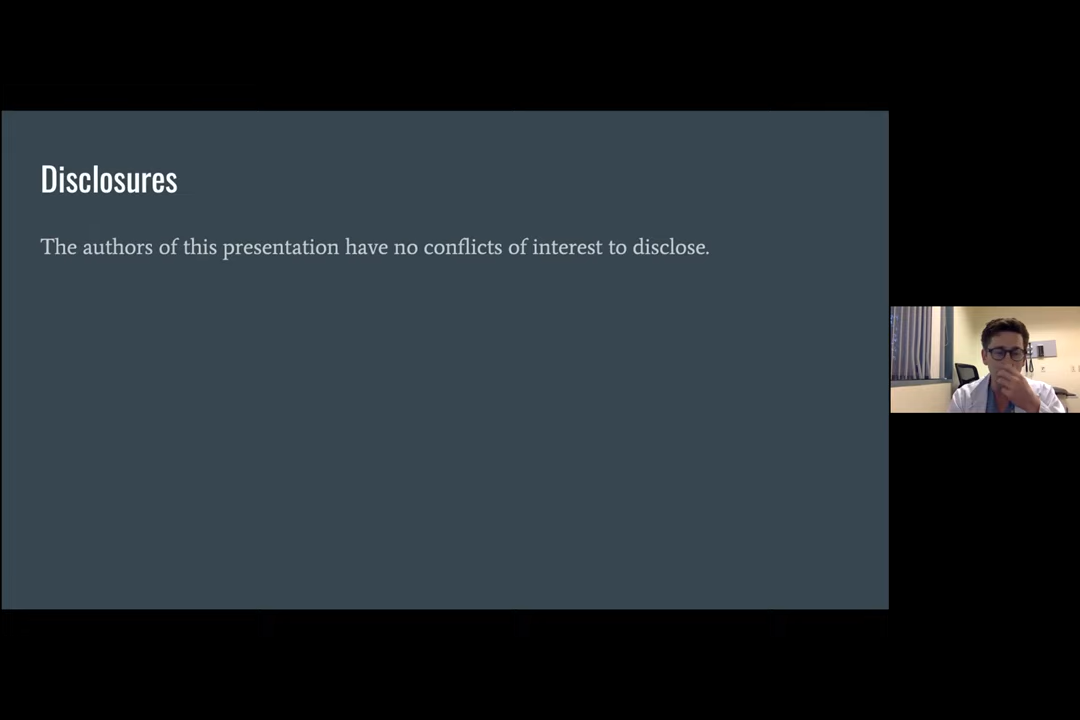 Disclosures
The authors of this presentation have no conflicts of interest to disclose.